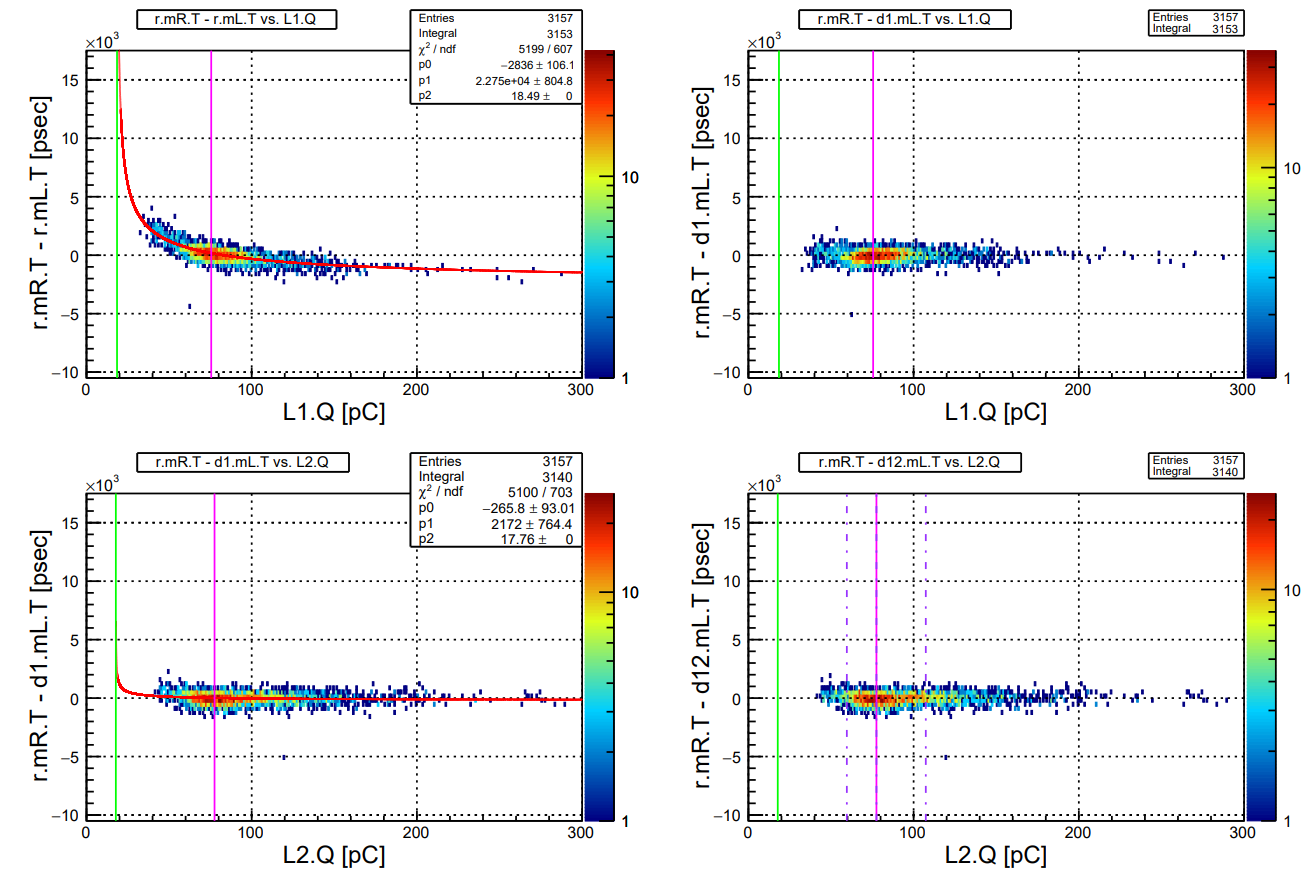 r.mR.T - r.mL.T vs. L1.Q
Entries 3157
Integral 3153
χ² / ndf 5199 / 607
p0 −2836 ± 106.1
p1 2.275e+04 ± 804.8
p2 18.49 ± 0
×10³
15
10
5
0
−5
−10
r.mR.T - r.mL.T [psec]
0 100 200 300
L1.Q [pC]
10
1
r.mR.T - d1.mL.T vs. L1.Q
Entries 3157
Integral 3153
×10³
15
10
5
0
−5
−10
r.mR.T - d1.mL.T [psec]
0 100 200 300
L1.Q [pC]
10
1
r.mR.T - d1.mL.T vs. L2.Q
Entries 3157
Integral 3140
χ² / ndf 5100 / 703
p0 −265.8 ± 93.01
p1 2172 ± 764.4
p2 17.76 ± 0
×10³
15
10
5
0
−5
−10
r.mR.T - d1.mL.T [psec]
0 100 200 300
L2.Q [pC]
10
1
r.mR.T - d12.mL.T vs. L2.Q
Entries 3157
Integral 3140
×10³
15
10
5
0
−5
−10
r.mR.T - d12.mL.T [psec]
0 100 200 300
L2.Q [pC]
10
1